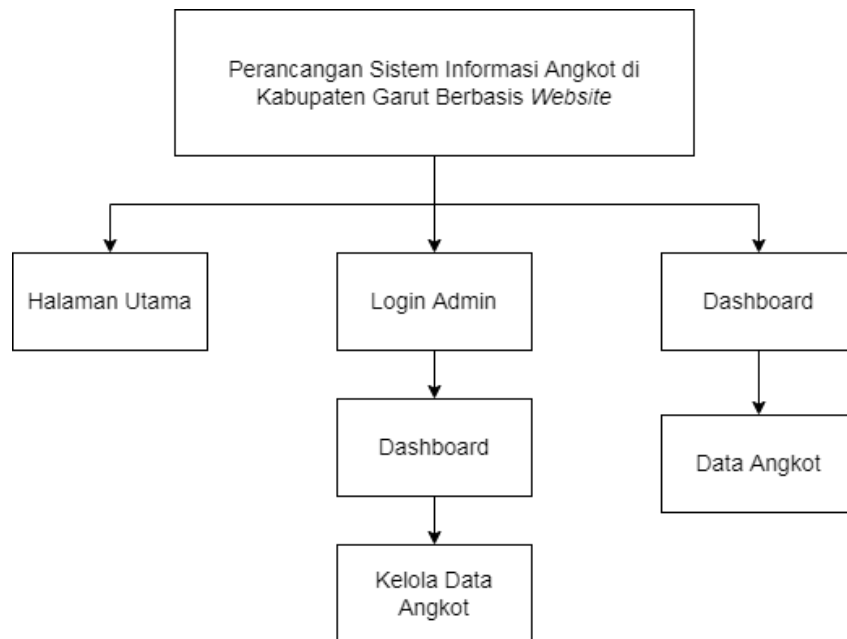 Perancangan Sistem Informasi Angkot di
Kabupaten Garut Berbasis Website
Halaman Utama
Login Admin
Dashboard
Dashboard
Data Angkot
Kelola Data
Angkot